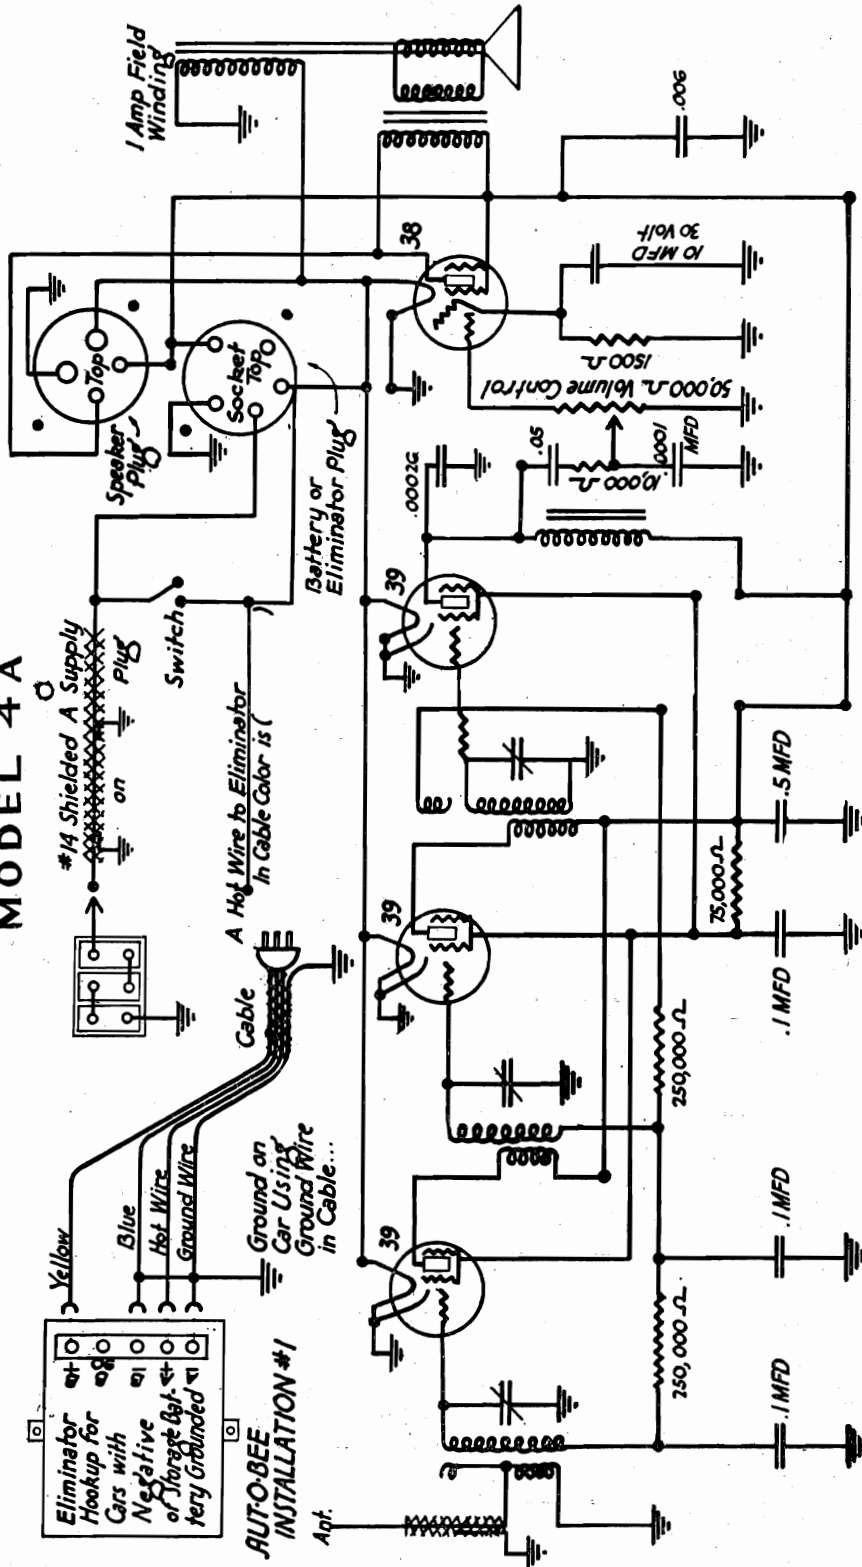 MODEL 4 A
#14 Shielded A Supply
on
Plug
Switch
A Hot Wire to Eliminator
In Cable Color is ( )
Cable
Yellow
Blue
Hot Wire
Ground Wire
Ground on
Car Using
Ground Wire
in Cable...
Eliminator
Hookup for
Cars with
Negative
of Storage Bat-
tery Grounded
B+
B-
A+
A-
AUT-O-BEE
INSTALLATION #1
Ant.
Speaker
Plug
Top
Socket
Top
Battery or
Eliminator Plug
1 Amp Field
Winding
39
39
39
38
.00026
.05
10,000 Ω
.0001
MFD
50,000 Ω Volume Control
1500 Ω
10 MFD
30 Volt
.006
250,000 Ω
250,000 Ω
75,000 Ω
.1 MFD
.1 MFD
.1 MFD
.5 MFD